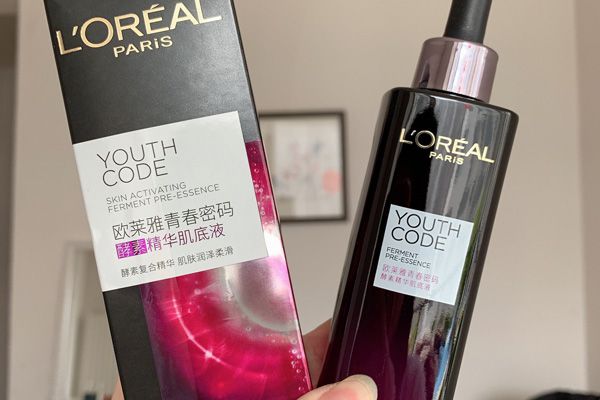 L'ORÉAL
PARIS
YOUTH
CODE
SKIN ACTIVATING
FERMENT PRE-ESSENCE
欧莱雅青春密码
酵素精华肌底液
酵素复合精华 肌肤润泽柔滑
L'ORÉAL
PARIS
YOUTH
CODE
FERMENT
PRE-ESSENCE
欧莱雅青春密码
酵素精华肌底液